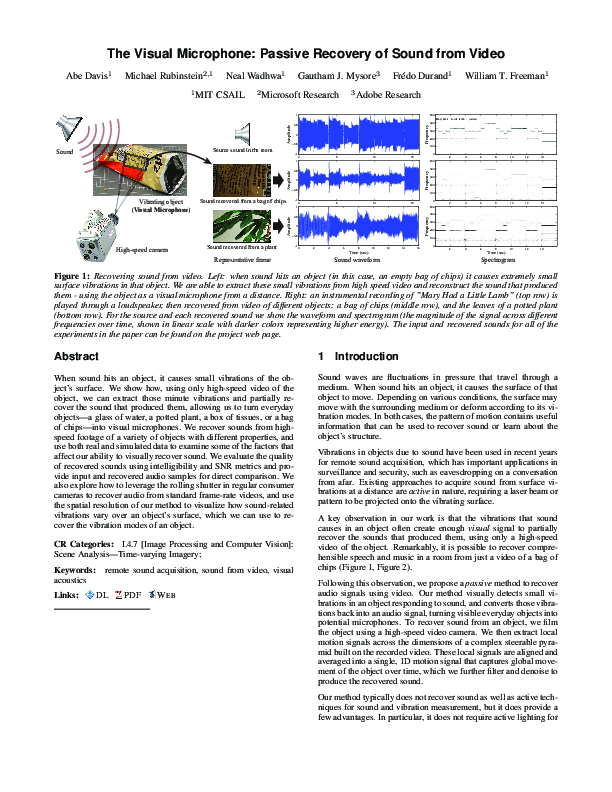 The Visual Microphone: Passive Recovery of Sound from Video
Abe Davis1 Michael Rubinstein2,1 Neal Wadhwa1 Gautham J. Mysore3 Frédo Durand1 William T. Freeman1
1MIT CSAIL 2Microsoft Research 3Adobe Research
Sound
Vibrating object
(Visual Microphone)
High-speed camera
Source sound in the room
Sound recovered from a bag of chips
Sound recovered from a plant
Representative frame
Amplitude
Amplitude
Amplitude
Time (sec)
Sound waveform
Frequency
Frequency
Frequency
Time (sec)
Spectrogram
Figure 1: Recovering sound from video. Left: when sound hits an object (in this case, an empty bag of chips) it causes extremely small
surface vibrations in that object. We are able to extract these small vibrations from high speed video and reconstruct the sound that produced
them - using the object as a visual microphone from a distance. Right: an instrumental recording of "Mary Had a Little Lamb" (top row) is
played through a loudspeaker, then recovered from video of different objects: a bag of chips (middle row), and the leaves of a potted plant
(bottom row). For the source and each recovered sound we show the waveform and spectrogram (the magnitude of the signal across different
frequencies over time, shown in linear scale with darker colors representing higher energy). The input and recovered sounds for all of the
experiments in the paper can be found on the project web page.
Abstract
When sound hits an object, it causes small vibrations of the ob-
ject's surface. We show how, using only high-speed video of the
object, we can extract those minute vibrations and partially re-
cover the sound that produced them, allowing us to turn everyday
objects—a glass of water, a potted plant, a box of tissues, or a bag
of chips—into visual microphones. We recover sounds from high-
speed footage of a variety of objects with different properties, and
use both real and simulated data to examine some of the factors that
affect our ability to visually recover sound. We evaluate the quality
of recovered sounds using intelligibility and SNR metrics and pro-
vide input and recovered audio samples for direct comparison. We
also explore how to leverage the rolling shutter in regular consumer
cameras to recover audio from standard frame-rate videos, and use
the spatial resolution of our method to visualize how sound-related
vibrations vary over an object's surface, which we can use to re-
cover the vibration modes of an object.
CR Categories: I.4.7 [Image Processing and Computer Vision]:
Scene Analysis—Time-varying Imagery;
Keywords: remote sound acquisition, sound from video, visual
acoustics
Links: DL PDF WEB
1 Introduction
Sound waves are fluctuations in pressure that travel through a
medium. When sound hits an object, it causes the surface of that
object to move. Depending on various conditions, the surface may
move with the surrounding medium or deform according to its vi-
bration modes. In both cases, the pattern of motion contains useful
information that can be used to recover sound or learn about the
object's structure.
Vibrations in objects due to sound have been used in recent years
for remote sound acquisition, which has important applications in
surveillance and security, such as eavesdropping on a conversation
from afar. Existing approaches to acquire sound from surface vi-
brations at a distance are active in nature, requiring a laser beam or
pattern to be projected onto the vibrating surface.
A key observation in our work is that the vibrations that sound
causes in an object often create enough visual signal to partially
recover the sounds that produced them, using only a high-speed
video of the object. Remarkably, it is possible to recover compre-
hensible speech and music in a room from just a video of a bag of
chips (Figure 1, Figure 2).
Following this observation, we propose a passive method to recover
audio signals using video. Our method visually detects small vi-
brations in an object responding to sound, and converts those vibra-
tions back into an audio signal, turning visible everyday objects into
potential microphones. To recover sound from an object, we film
the object using a high-speed video camera. We then extract local
motion signals across the dimensions of a complex steerable pyra-
mid built on the recorded video. These local signals are aligned and
averaged into a single, 1D motion signal that captures global move-
ment of the object over time, which we further filter and denoise to
produce the recovered sound.
Our method typically does not recover sound as well as active tech-
niques for sound and vibration measurement, but it does provide a
few advantages. In particular, it does not require active lighting for